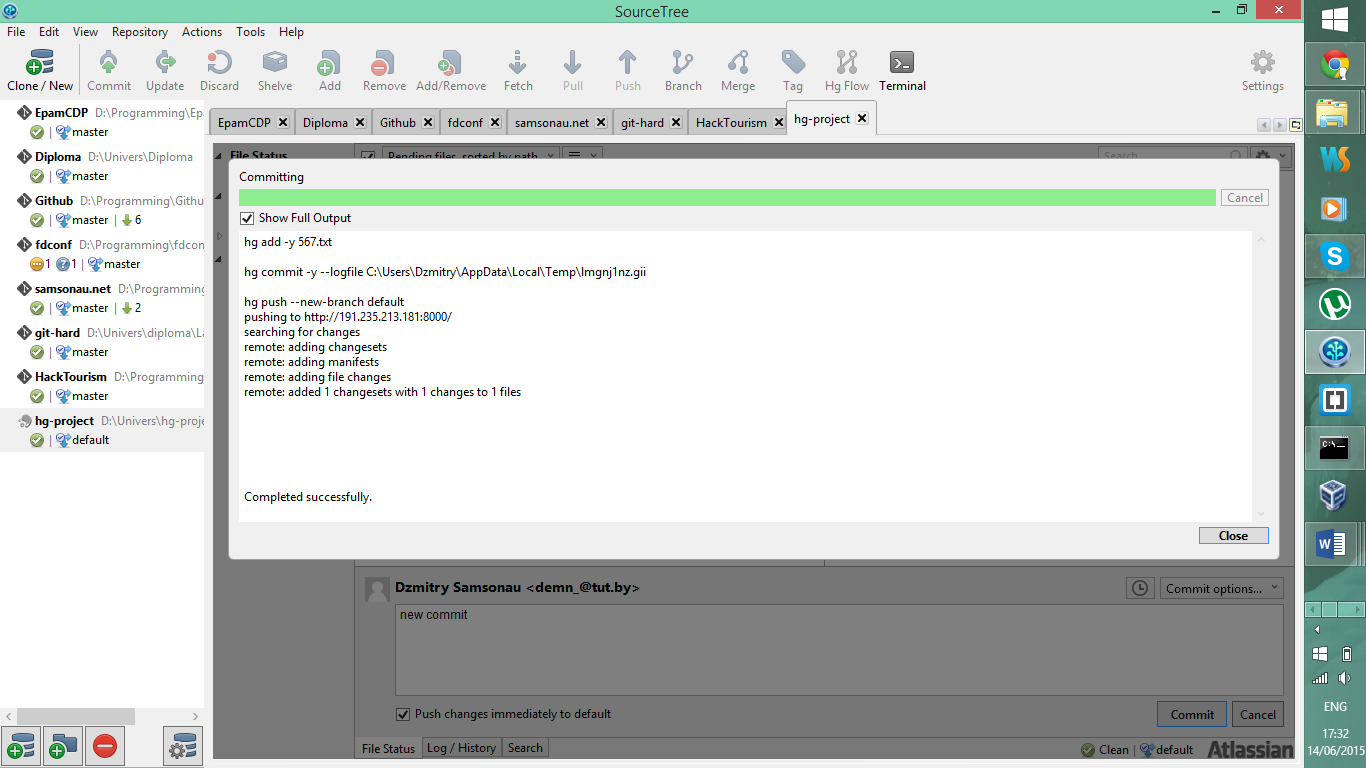 SourceTree
File Edit View Repository Actions Tools Help
Clone / New Commit Update Discard Shelve Add Remove Add/Remove Fetch Pull Push Branch Merge Tag Hg Flow Terminal Settings
EpamCDP Diploma Github fdconf samsonau.net git-hard HackTourism hg-project
EpamCDP D:\Programming\Ep
master
Diploma D:\Univers\Diploma
master
Github D:\Programming\Githu
master 6
fdconf D:\Programming\fdcon
1 1 master
samsonau.net D:\Programming
master 2
git-hard D:\Univers\diploma\La
master
HackTourism D:\Programming
master
hg-project D:\Univers\hg-proje
default
File Status
Pending files, sorted by path
Search
Committing
Cancel
Show Full Output
hg add -y 567.txt
hg commit -y --logfile C:\Users\Dzmitry\AppData\Local\Temp\lmgnj1nz.gii
hg push --new-branch default
pushing to http://191.235.213.181:8000/
searching for changes
remote: adding changesets
remote: adding manifests
remote: adding file changes
remote: added 1 changesets with 1 changes to 1 files
Completed successfully.
Close
Dzmitry Samsonau <demn_@tut.by>
Commit options...
new commit
Push changes immediately to default
Commit Cancel
File Status Log / History Search
Clean default Atlassian
ENG
17:32
14/06/2015